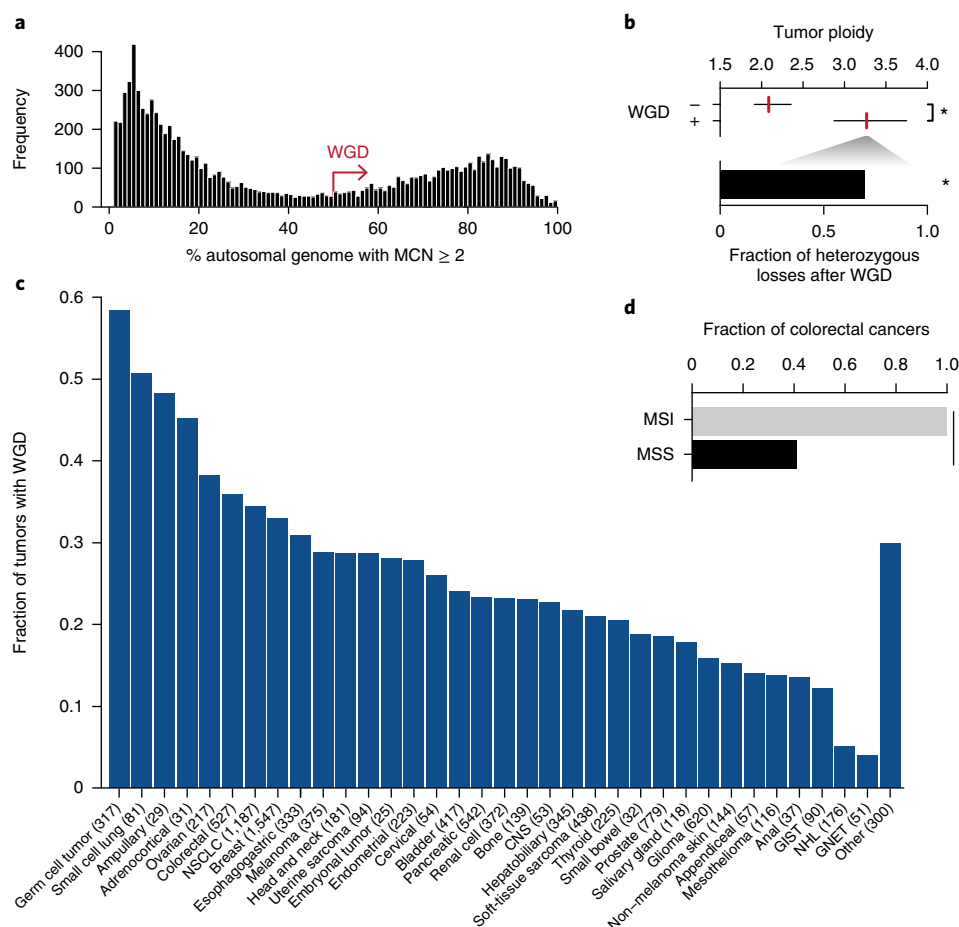 a
400
300
200
100
0
Frequency
WGD
0 20 40 60 80 100
% autosomal genome with MCN ≥ 2
b
Tumor ploidy
1.5 2.0 2.5 3.0 3.5 4.0
WGD
−
+
*
*
0 0.5 1.0
Fraction of heterozygous
losses after WGD
c
0.6
0.5
0.4
0.3
0.2
0.1
0
Fraction of tumors with WGD
Germ cell tumor (317)
Small cell lung (81)
Ampullary (29)
Adrenocortical (31)
Ovarian (217)
Colorectal (527)
NSCLC (1,187)
Breast (1,547)
Esophagogastric (333)
Melanoma (375)
Head and neck (181)
Uterine sarcoma (94)
Embryonal tumor (25)
Endometrial (223)
Cervical (54)
Bladder (417)
Pancreatic (542)
Renal cell (372)
Bone (139)
CNS (53)
Hepatobiliary (345)
Soft-tissue sarcoma (438)
Thyroid (225)
Small bowel (32)
Prostate (779)
Salivary gland (118)
Glioma (620)
Non–melanoma skin (144)
Appendiceal (57)
Mesothelioma (116)
Anal (37)
GIST (90)
NHL (176)
GNET (51)
Other (300)
d
Fraction of colorectal cancers
0 0.2 0.4 0.6 0.8 1.0
MSI
MSS